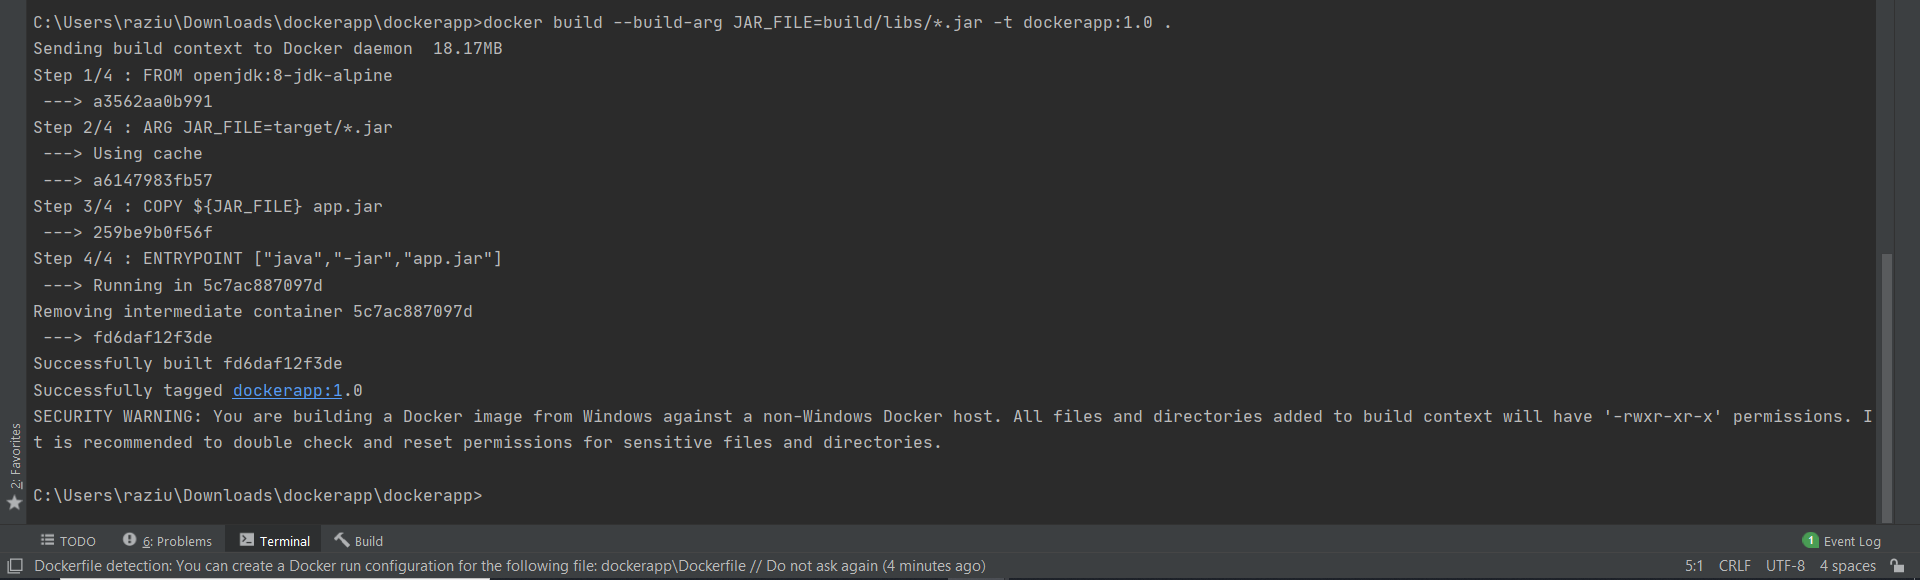 C:\Users\raziu\Downloads\dockerapp\dockerapp>docker build --build-arg JAR_FILE=build/libs/*.jar -t dockerapp:1.0 .
Sending build context to Docker daemon  18.17MB
Step 1/4 : FROM openjdk:8-jdk-alpine
 ---> a3562aa0b991
Step 2/4 : ARG JAR_FILE=target/*.jar
 ---> Using cache
 ---> a6147983fb57
Step 3/4 : COPY ${JAR_FILE} app.jar
 ---> 259be9b0f56f
Step 4/4 : ENTRYPOINT ["java","-jar","app.jar"]
 ---> Running in 5c7ac887097d
Removing intermediate container 5c7ac887097d
 ---> fd6daf12f3de
Successfully built fd6daf12f3de
Successfully tagged dockerapp:1.0
SECURITY WARNING: You are building a Docker image from Windows against a non-Windows Docker host. All files and directories added to build context will have '-rwxr-xr-x' permissions. I
t is recommended to double check and reset permissions for sensitive files and directories.
C:\Users\raziu\Downloads\dockerapp\dockerapp>
2: Favorites
TODO 6: Problems Terminal Build 1 Event Log
Dockerfile detection: You can create a Docker run configuration for the following file: dockerapp\Dockerfile // Do not ask again (4 minutes ago) 5:1 CRLF UTF-8 4 spaces